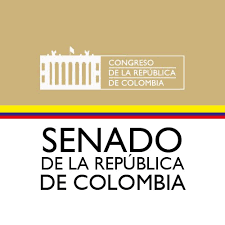 CONGRESO
DE LA REPÚBLICA
DE COLOMBIA
SENADO
DE LA REPÚBLICA
DE COLOMBIA